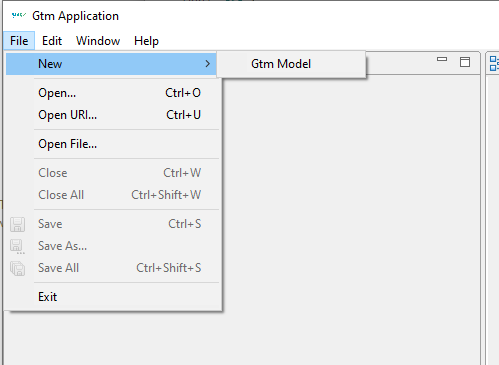 Gtm Application
File Edit Window Help
New Gtm Model
Open... Ctrl+O
Open URI... Ctrl+U
Open File...
Close Ctrl+W
Close All Ctrl+Shift+W
Save Ctrl+S
Save As...
Save All Ctrl+Shift+S
Exit